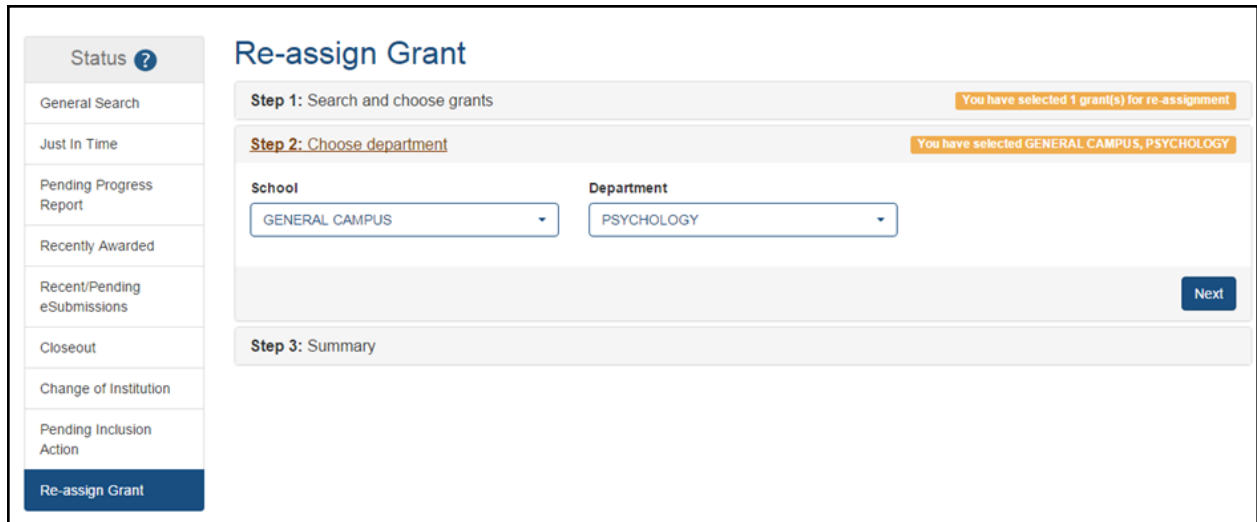 Status ?
General Search
Just In Time
Pending Progress
Report
Recently Awarded
Recent/Pending
eSubmissions
Closeout
Change of Institution
Pending Inclusion
Action
Re-assign Grant
Re-assign Grant
Step 1: Search and choose grants
You have selected 1 grant(s) for re-assignment
Step 2: Choose department
You have selected GENERAL CAMPUS, PSYCHOLOGY
School
Department
GENERAL CAMPUS
PSYCHOLOGY
Next
Step 3: Summary